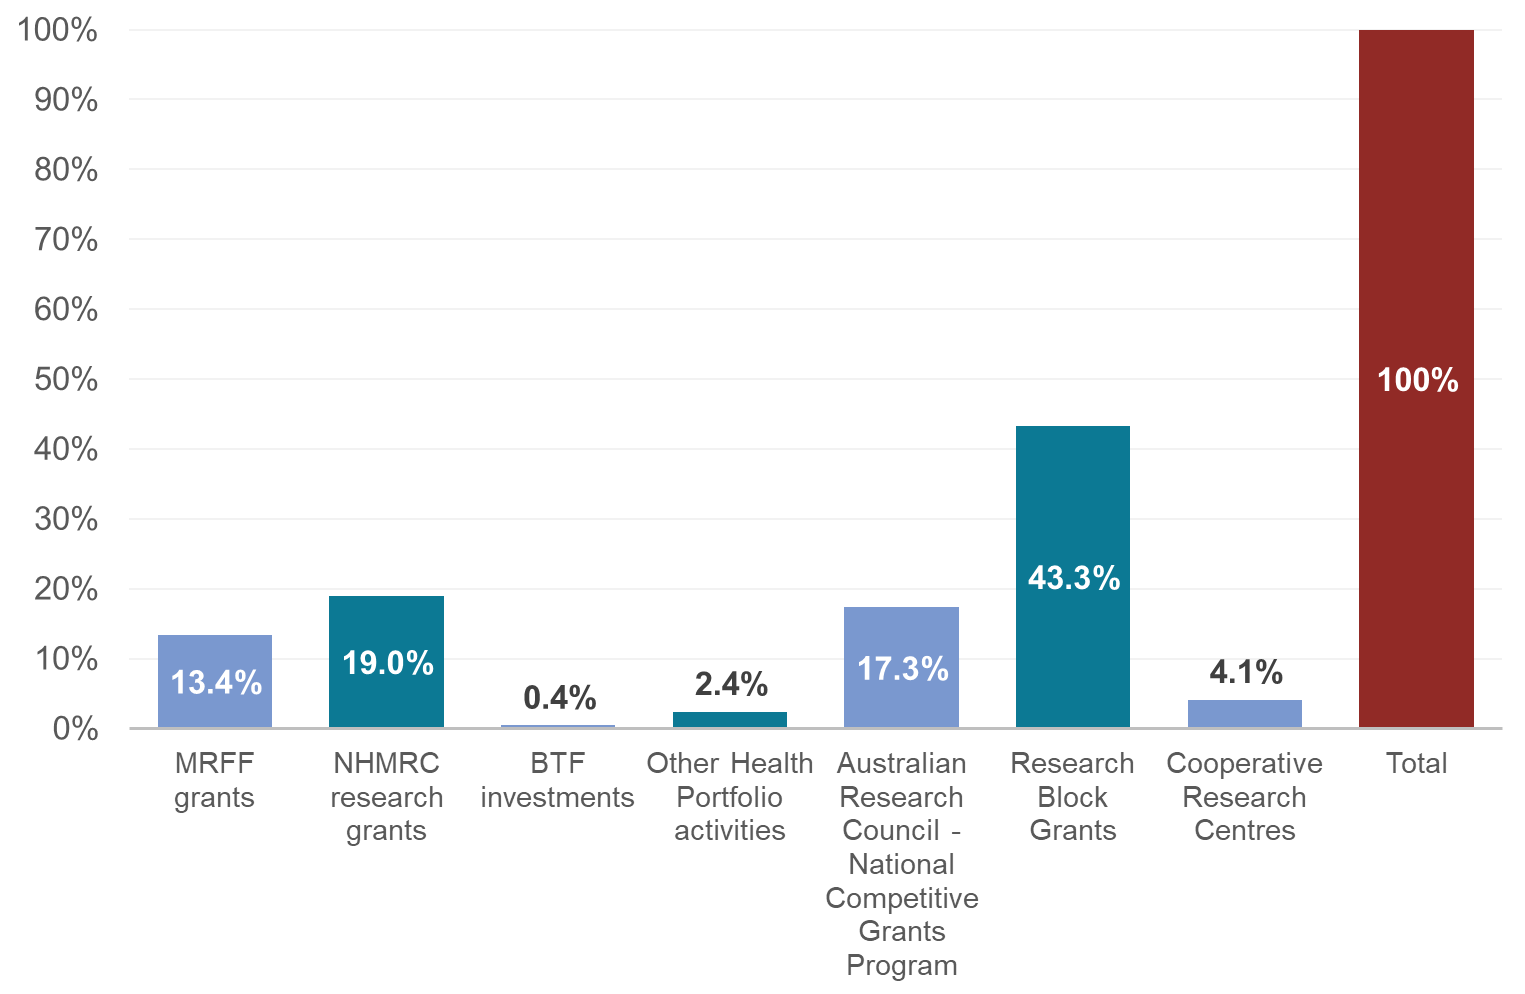 100%
90%
80%
70%
60%
50%
40%
30%
20%
10%
0%
13.4%
19.0%
0.4%
2.4%
17.3%
43.3%
4.1%
100%
MRFF
grants
NHMRC
research
grants
BTF
investments
Other Health
Portfolio
activities
Australian
Research
Council -
National
Competitive
Grants
Program
Research
Block
Grants
Cooperative
Research
Centres
Total